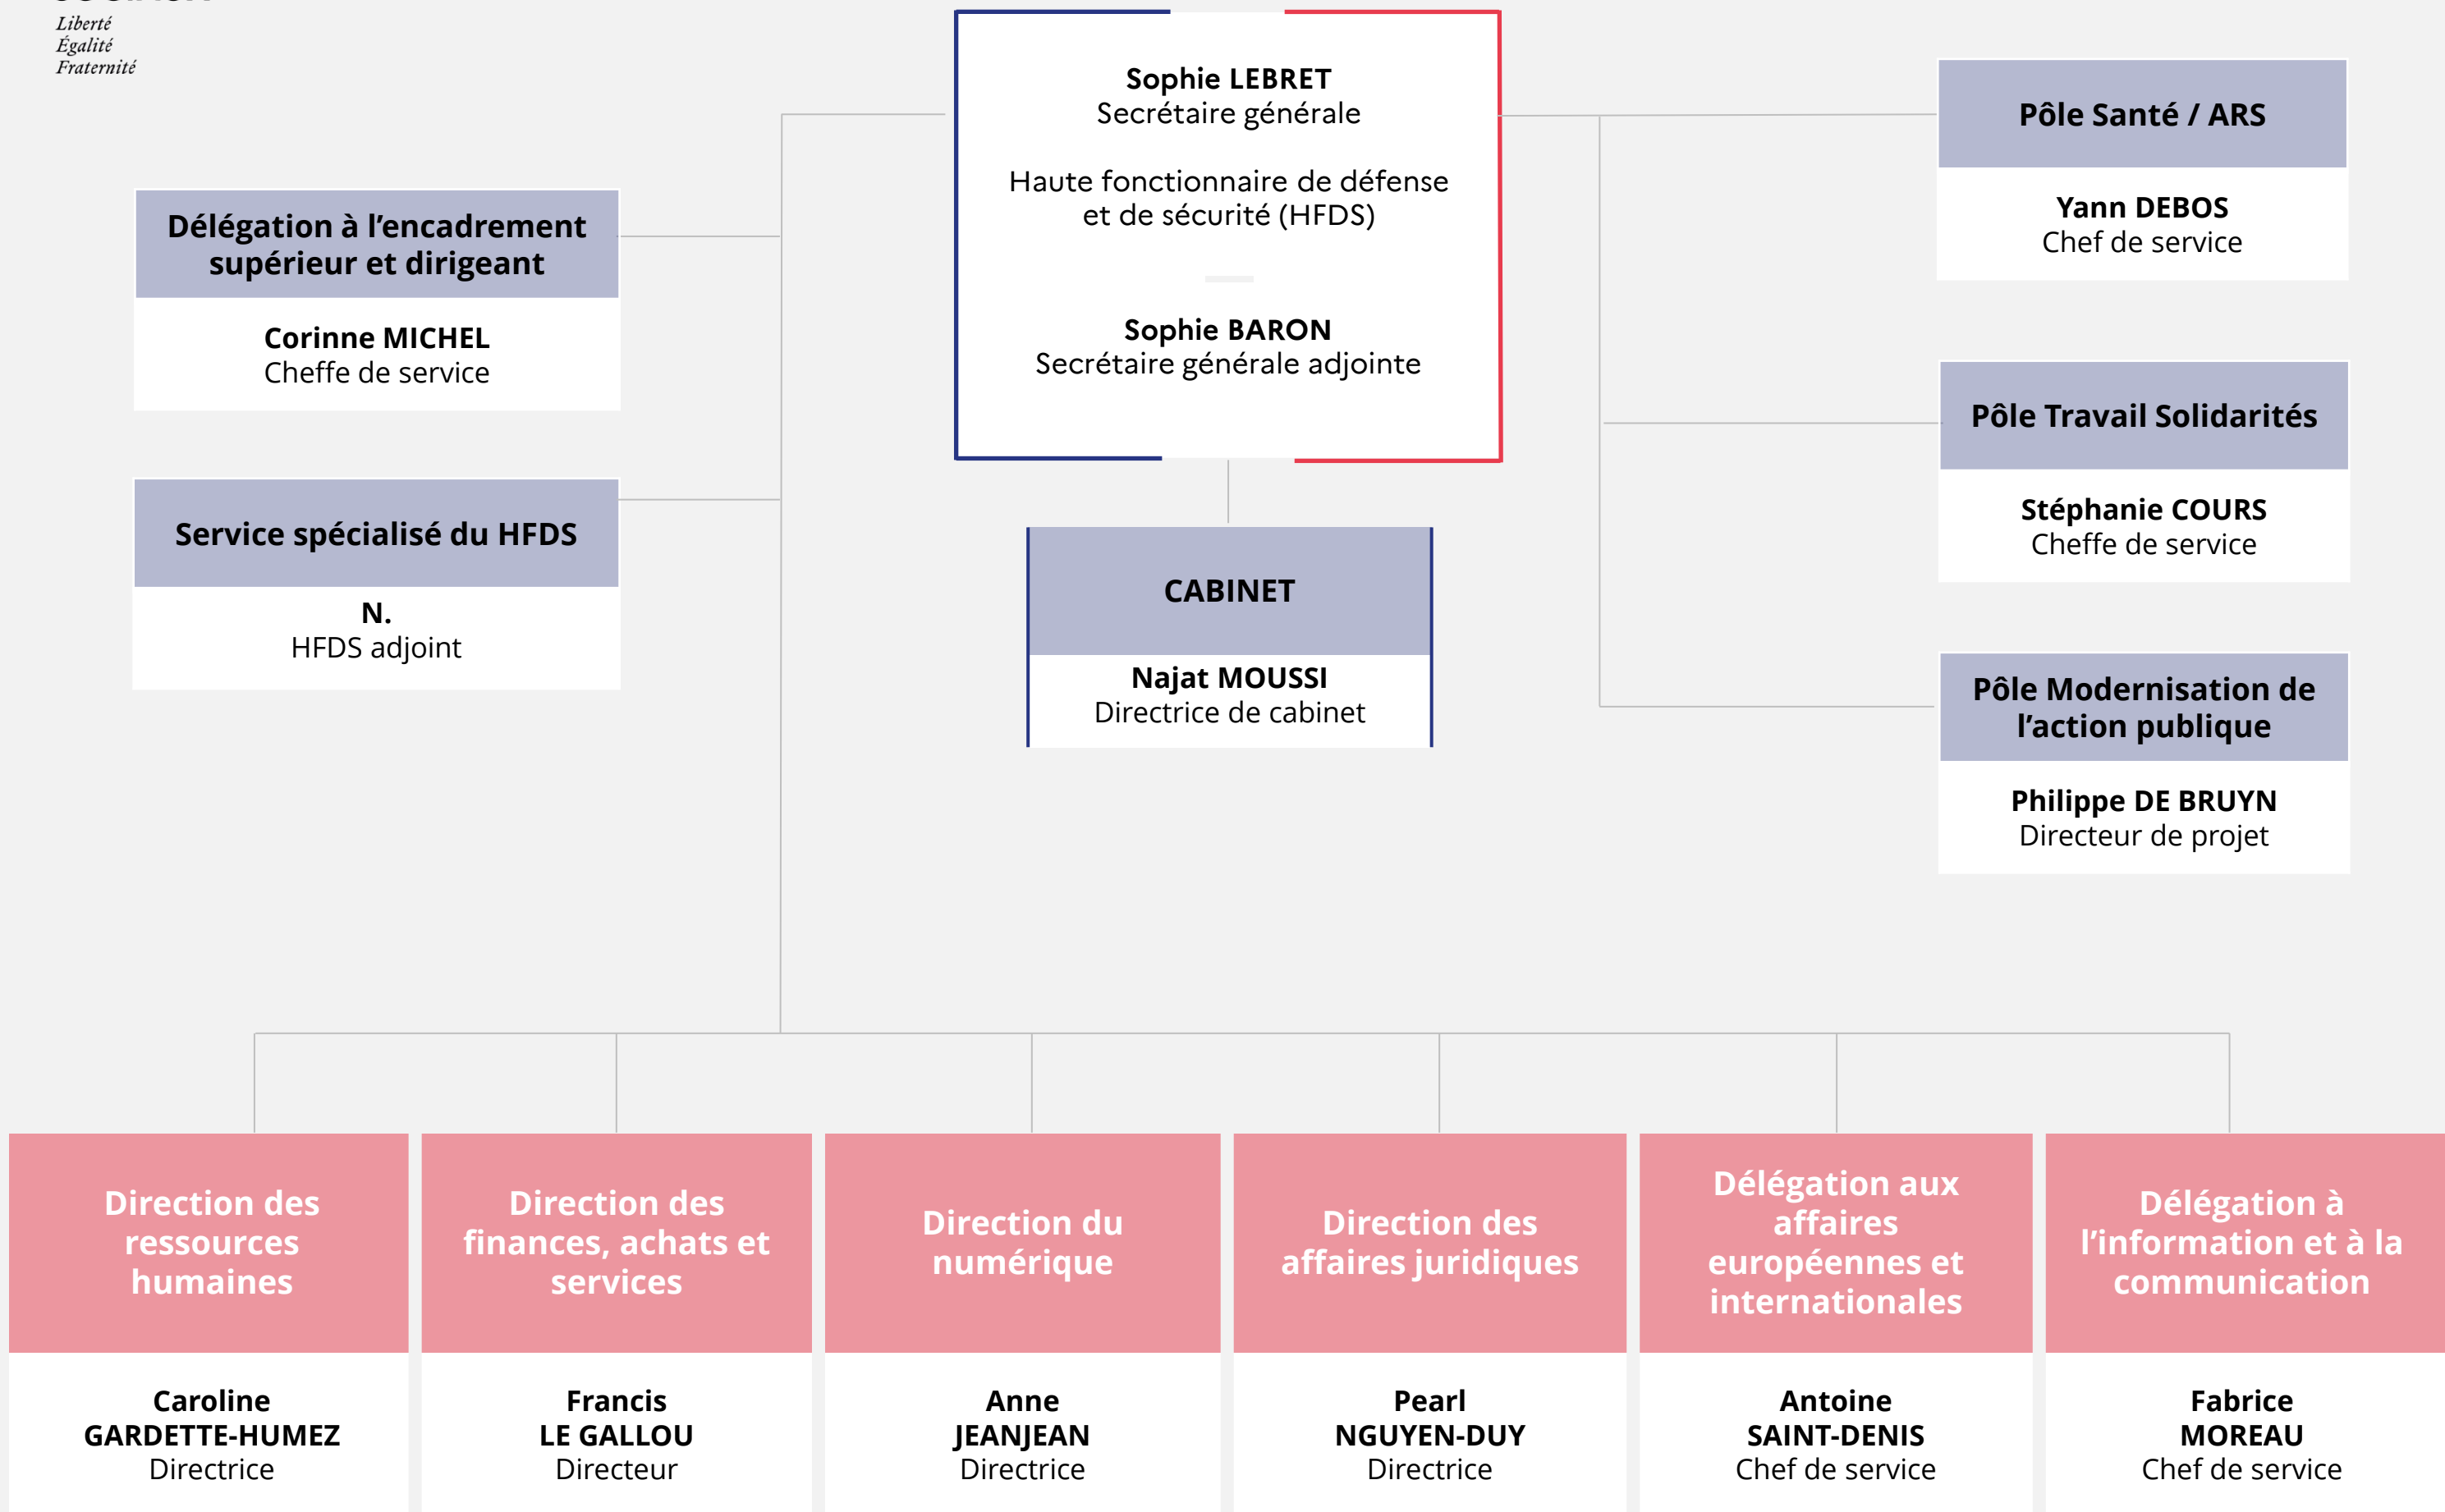 Liberté
Égalité
Fraternité
Sophie LEBRET
Secrétaire générale
Haute fonctionnaire de défense
et de sécurité (HFDS)
Sophie BARON
Secrétaire générale adjointe
Délégation à l’encadrement
supérieur et dirigeant
Corinne MICHEL
Cheffe de service
Service spécialisé du HFDS
N.
HFDS adjoint
CABINET
Najat MOUSSI
Directrice de cabinet
Pôle Santé / ARS
Yann DEBOS
Chef de service
Pôle Travail Solidarités
Stéphanie COURS
Cheffe de service
Pôle Modernisation de
l’action publique
Philippe DE BRUYN
Directeur de projet
Direction des
ressources
humaines
Caroline
GARDETTE-HUMEZ
Directrice
Direction des
finances, achats et
services
Francis
LE GALLOU
Directeur
Direction du
numérique
Anne
JEANJEAN
Directrice
Direction des
affaires juridiques
Pearl
NGUYEN-DUY
Directrice
Délégation aux
affaires
européennes et
internationales
Antoine
SAINT-DENIS
Chef de service
Délégation à
l’information et à la
communication
Fabrice
MOREAU
Chef de service